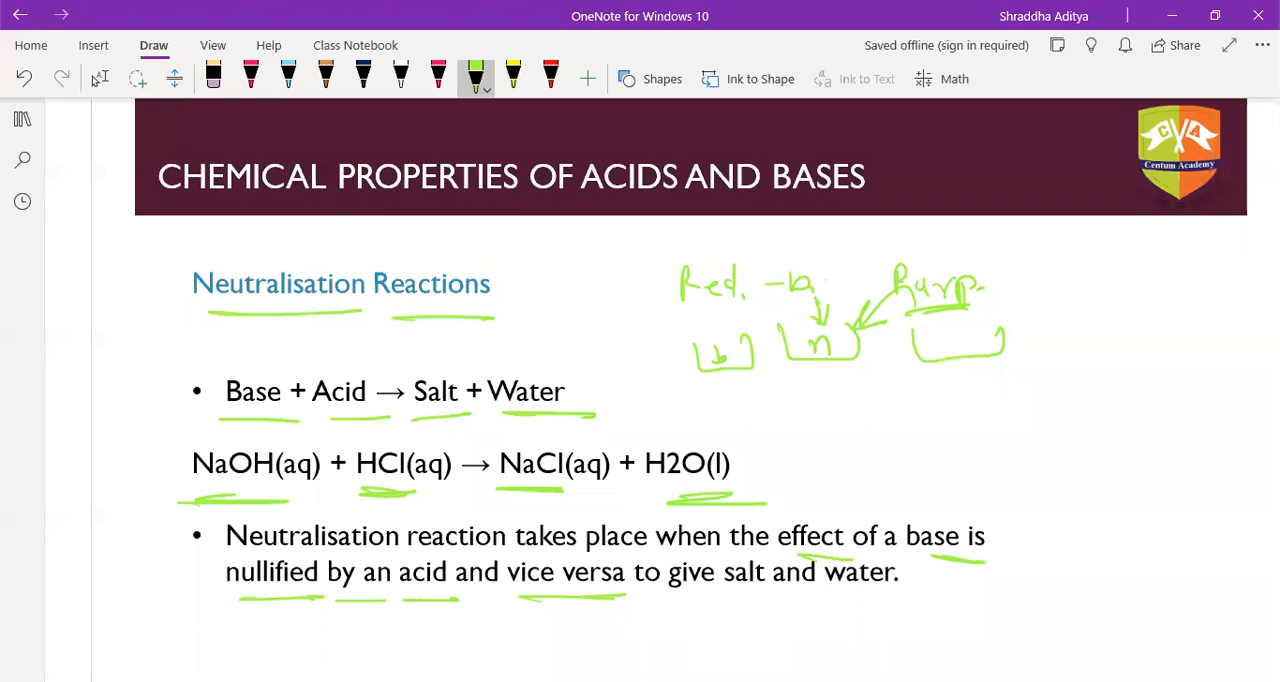 OneNote for Windows 10
Shraddha Aditya
Home Insert Draw View Help Class Notebook
Saved offline (sign in required) Share
Shapes Ink to Shape Ink to Text Math
CHEMICAL PROPERTIES OF ACIDS AND BASES
C A
Centum Academy
Neutralisation Reactions
Red.
n
• Base + Acid → Salt + Water
NaOH(aq) + HCl(aq) → NaCl(aq) + H2O(l)
• Neutralisation reaction takes place when the effect of a base is
nullified by an acid and vice versa to give salt and water.